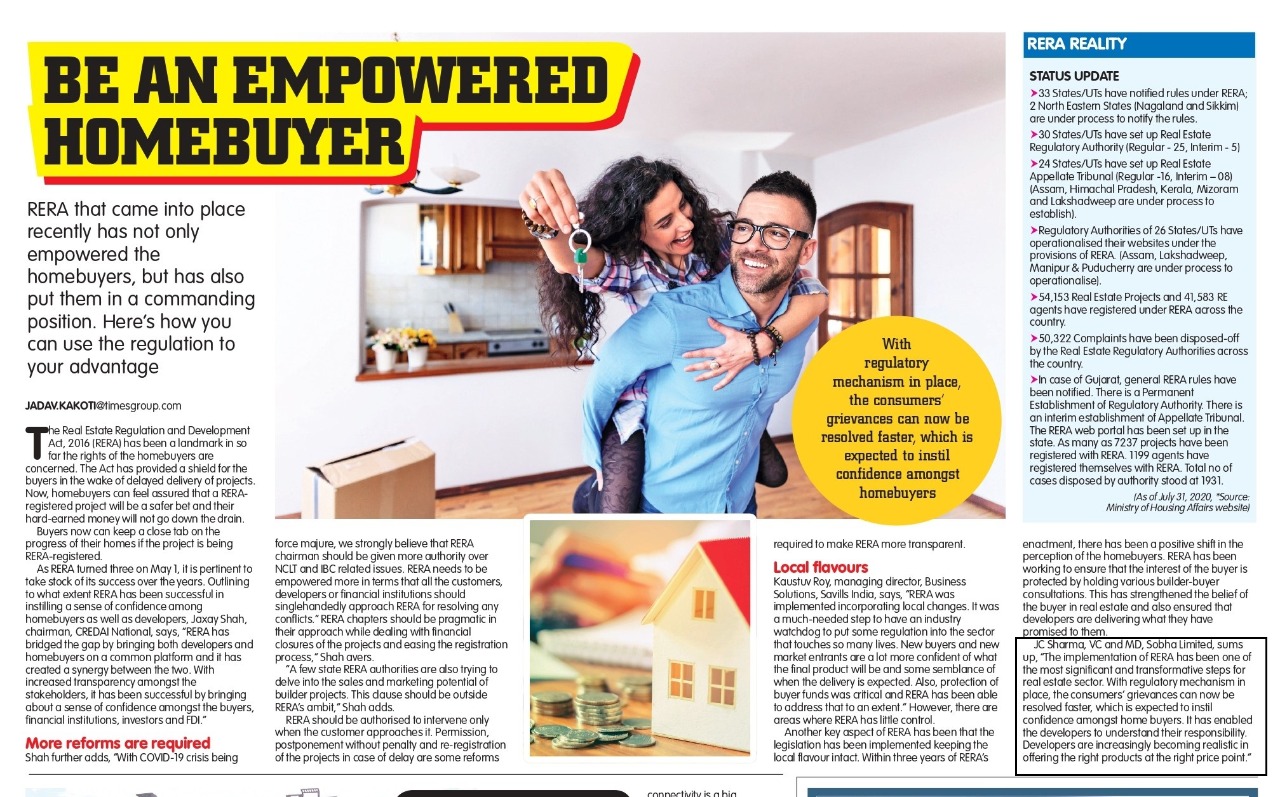 BE AN EMPOWERED
HOMEBUYER
RERA that came into place
recently has not only
empowered the
homebuyers, but has also
put them in a commanding
position. Here's how you
can use the regulation to
your advantage
JADAV.KAKOTI@timesgroup.com
The Real Estate Regulation and Development
Act, 2016 (RERA) has been a landmark in so
far the rights of the homebuyers are
concerned. The Act has provided a shield for the
buyers in the wake of delayed delivery of projects.
Now, homebuyers can feel assured that a RERA-
registered project will be a safer bet and their
hard-earned money will not go down the drain.
Buyers now can keep a close tab on the
progress of their homes if the project is being
RERA-registered.
As RERA turned three on May 1, it is pertinent to
take stock of its success over the years. Outlining
to what extent RERA has been successful in
instilling a sense of confidence among
homebuyers as well as developers, Jaxay Shah,
chairman, CREDAI National, says, "RERA has
bridged the gap by bringing both developers and
homebuyers on a common platform and it has
created a synergy between the two. With
increased transparency amongst the
stakeholders, it has been successful by bringing
about a sense of confidence amongst the buyers,
financial institutions, investors and FDI."
More reforms are required
Shah further adds, "With COVID-19 crisis being
force majure, we strongly believe that RERA
chairman should be given more authority over
NCLT and IBC related issues. RERA needs to be
empowered more in terms that all the customers,
developers or financial institutions should
singlehandedly approach RERA for resolving any
conflicts." RERA chapters should be pragmatic in
their approach while dealing with financial
closures of the projects and easing the registration
process," Shah avers.
"A few state RERA authorities are also trying to
delve into the sales and marketing potential of
builder projects. This clause should be outside
RERA's ambit," Shah adds.
RERA should be authorised to intervene only
when the customer approaches it. Permission,
postponement without penalty and re-registration
of the projects in case of delay are some reforms
required to make RERA more transparent.
Local flavours
Kaustuv Roy, managing director, Business
Solutions, Savills India, says, "RERA was
implemented incorporating local changes. It was
a much-needed step to have an industry
watchdog to put some regulation into the sector
that touches so many lives. New buyers and new
market entrants are a lot more confident of what
the final product will be and some semblance of
when the delivery is expected. Also, protection of
buyer funds was critical and RERA has been able
to address that to an extent." However, there are
areas where RERA has little control.
Another key aspect of RERA has been that the
legislation has been implemented keeping the
local flavour intact. Within three years of RERA's
enactment, there has been a positive shift in the
perception of the homebuyers. RERA has been
working to ensure that the interest of the buyer is
protected by holding various builder-buyer
consultations. This has strengthened the belief of
the buyer in real estate and also ensured that
developers are delivering what they have
promised to them.
JC Sharma, VC and MD, Sobha Limited, sums
up, "The implementation of RERA has been one of
the most significant and transformative steps for
real estate sector. With regulatory mechanism in
place, the consumers' grievances can now be
resolved faster, which is expected to instil
confidence amongst home buyers. It has enabled
the developers to understand their responsibility.
Developers are increasingly becoming realistic in
offering the right products at the right price point."
With
regulatory
mechanism in place,
the consumers'
grievances can now be
resolved faster, which is
expected to instil
confidence amongst
homebuyers
RERA REALITY
STATUS UPDATE
➤33 States/UTs have notified rules under RERA;
2 North Eastern States (Nagaland and Sikkim)
are under process to notify the rules.
➤30 States/UTs have set up Real Estate
Regulatory Authority (Regular - 25, Interim - 5)
➤24 States/UTs have set up Real Estate
Appellate Tribunal (Regular -16, Interim – 08)
(Assam, Himachal Pradesh, Kerala, Mizoram
and Lakshadweep are under process to
establish).
➤Regulatory Authorities of 26 States/UTs have
operationalised their websites under the
provisions of RERA. (Assam, Lakshadweep,
Manipur & Puducherry are under process to
operationalise).
➤54,153 Real Estate Projects and 41,583 RE
agents have registered under RERA across the
country.
➤50,322 Complaints have been disposed-off
by the Real Estate Regulatory Authorities across
the country.
➤In case of Gujarat, general RERA rules have
been notified. There is a Permanent
Establishment of Regulatory Authority. There is
an interim establishment of Appellate Tribunal.
The RERA web portal has been set up in the
state. As many as 7237 projects have been
registered with RERA. 1199 agents have
registered themselves with RERA. Total no of
cases disposed by authority stood at 1931.
(As of July 31, 2020, *Source:
Ministry of Housing Affairs website)
connectivity is a big